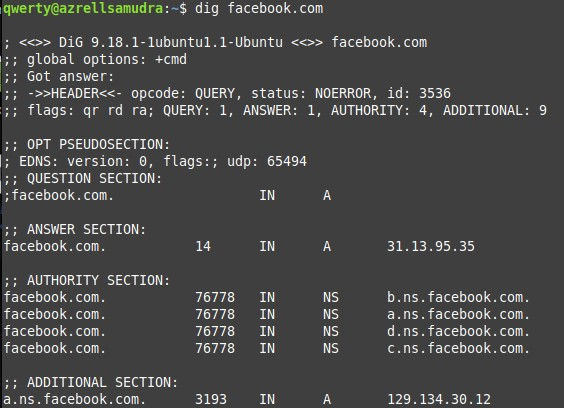 qwerty@azrellsamudra:~$ dig facebook.com
; <<>> DiG 9.18.1-1ubuntu1.1-Ubuntu <<>> facebook.com
;; global options: +cmd
;; Got answer:
;; ->>HEADER<<- opcode: QUERY, status: NOERROR, id: 3536
;; flags: qr rd ra; QUERY: 1, ANSWER: 1, AUTHORITY: 4, ADDITIONAL: 9
;; OPT PSEUDOSECTION:
; EDNS: version: 0, flags:; udp: 65494
;; QUESTION SECTION:
;facebook.com. IN A
;; ANSWER SECTION:
facebook.com. 14 IN A 31.13.95.35
;; AUTHORITY SECTION:
facebook.com. 76778 IN NS b.ns.facebook.com.
facebook.com. 76778 IN NS a.ns.facebook.com.
facebook.com. 76778 IN NS d.ns.facebook.com.
facebook.com. 76778 IN NS c.ns.facebook.com.
;; ADDITIONAL SECTION:
a.ns.facebook.com. 3193 IN A 129.134.30.12